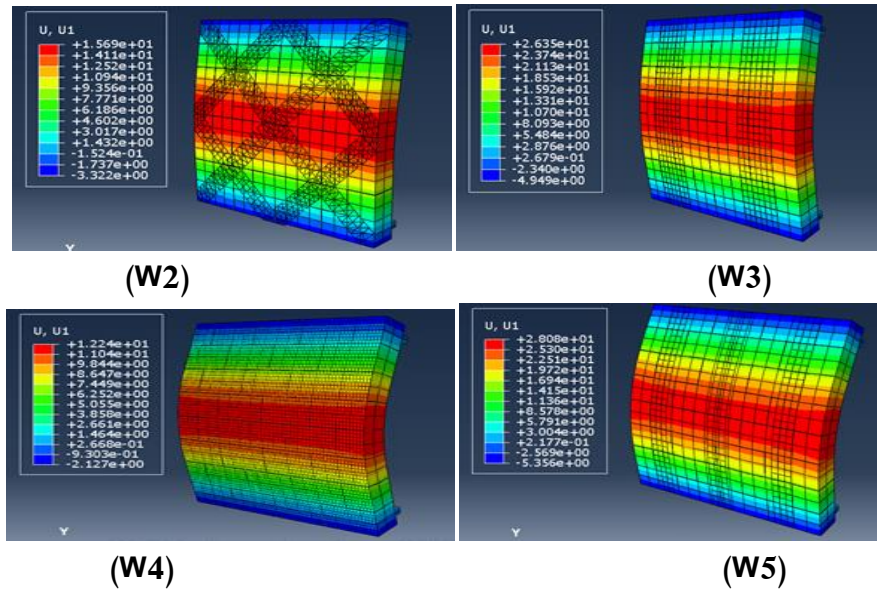 U, U1
+1.569e+01
+1.411e+01
+1.252e+01
+1.094e+01
+9.356e+00
+7.771e+00
+6.186e+00
+4.602e+00
+3.017e+00
+1.432e+00
-1.524e-01
-1.737e+00
-3.322e+00
Y
(W2)
U, U1
+2.635e+01
+2.374e+01
+2.113e+01
+1.853e+01
+1.592e+01
+1.331e+01
+1.070e+01
+8.093e+00
+5.484e+00
+2.876e+00
+2.679e-01
-2.340e+00
-4.949e+00
(W3)
U, U1
+1.224e+01
+1.104e+01
+9.844e+00
+8.647e+00
+7.449e+00
+6.252e+00
+5.055e+00
+3.858e+00
+2.661e+00
+1.464e+00
+2.668e-01
-9.303e-01
-2.127e+00
Y
(W4)
U, U1
+2.808e+01
+2.530e+01
+2.251e+01
+1.972e+01
+1.694e+01
+1.415e+01
+1.136e+01
+8.578e+00
+5.791e+00
+3.004e+00
+2.177e-01
-2.569e+00
-5.356e+00
Y
(W5)